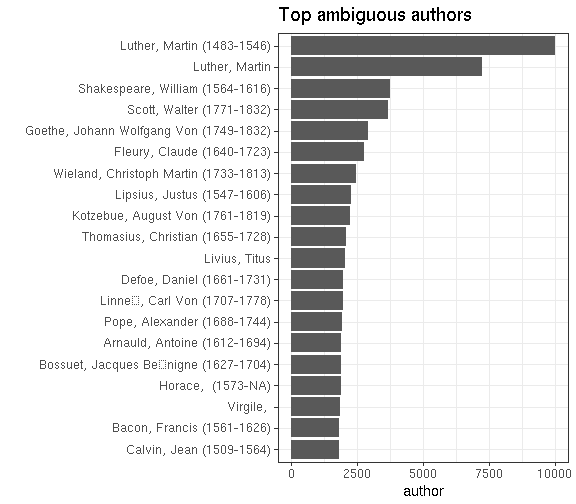 Top ambiguous authors
Luther, Martin (1483-1546)
Luther, Martin
Shakespeare, William (1564-1616)
Scott, Walter (1771-1832)
Goethe, Johann Wolfgang Von (1749-1832)
Fleury, Claude (1640-1723)
Wieland, Christoph Martin (1733-1813)
Lipsius, Justus (1547-1606)
Kotzebue, August Von (1761-1819)
Thomasius, Christian (1655-1728)
Livius, Titus
Defoe, Daniel (1661-1731)
Linne□, Carl Von (1707-1778)
Pope, Alexander (1688-1744)
Arnauld, Antoine (1612-1694)
Bossuet, Jacques Be□nigne (1627-1704)
Horace,  (1573-NA)
Virgile,
Bacon, Francis (1561-1626)
Calvin, Jean (1509-1564)
0 2500 5000 7500 10000
author